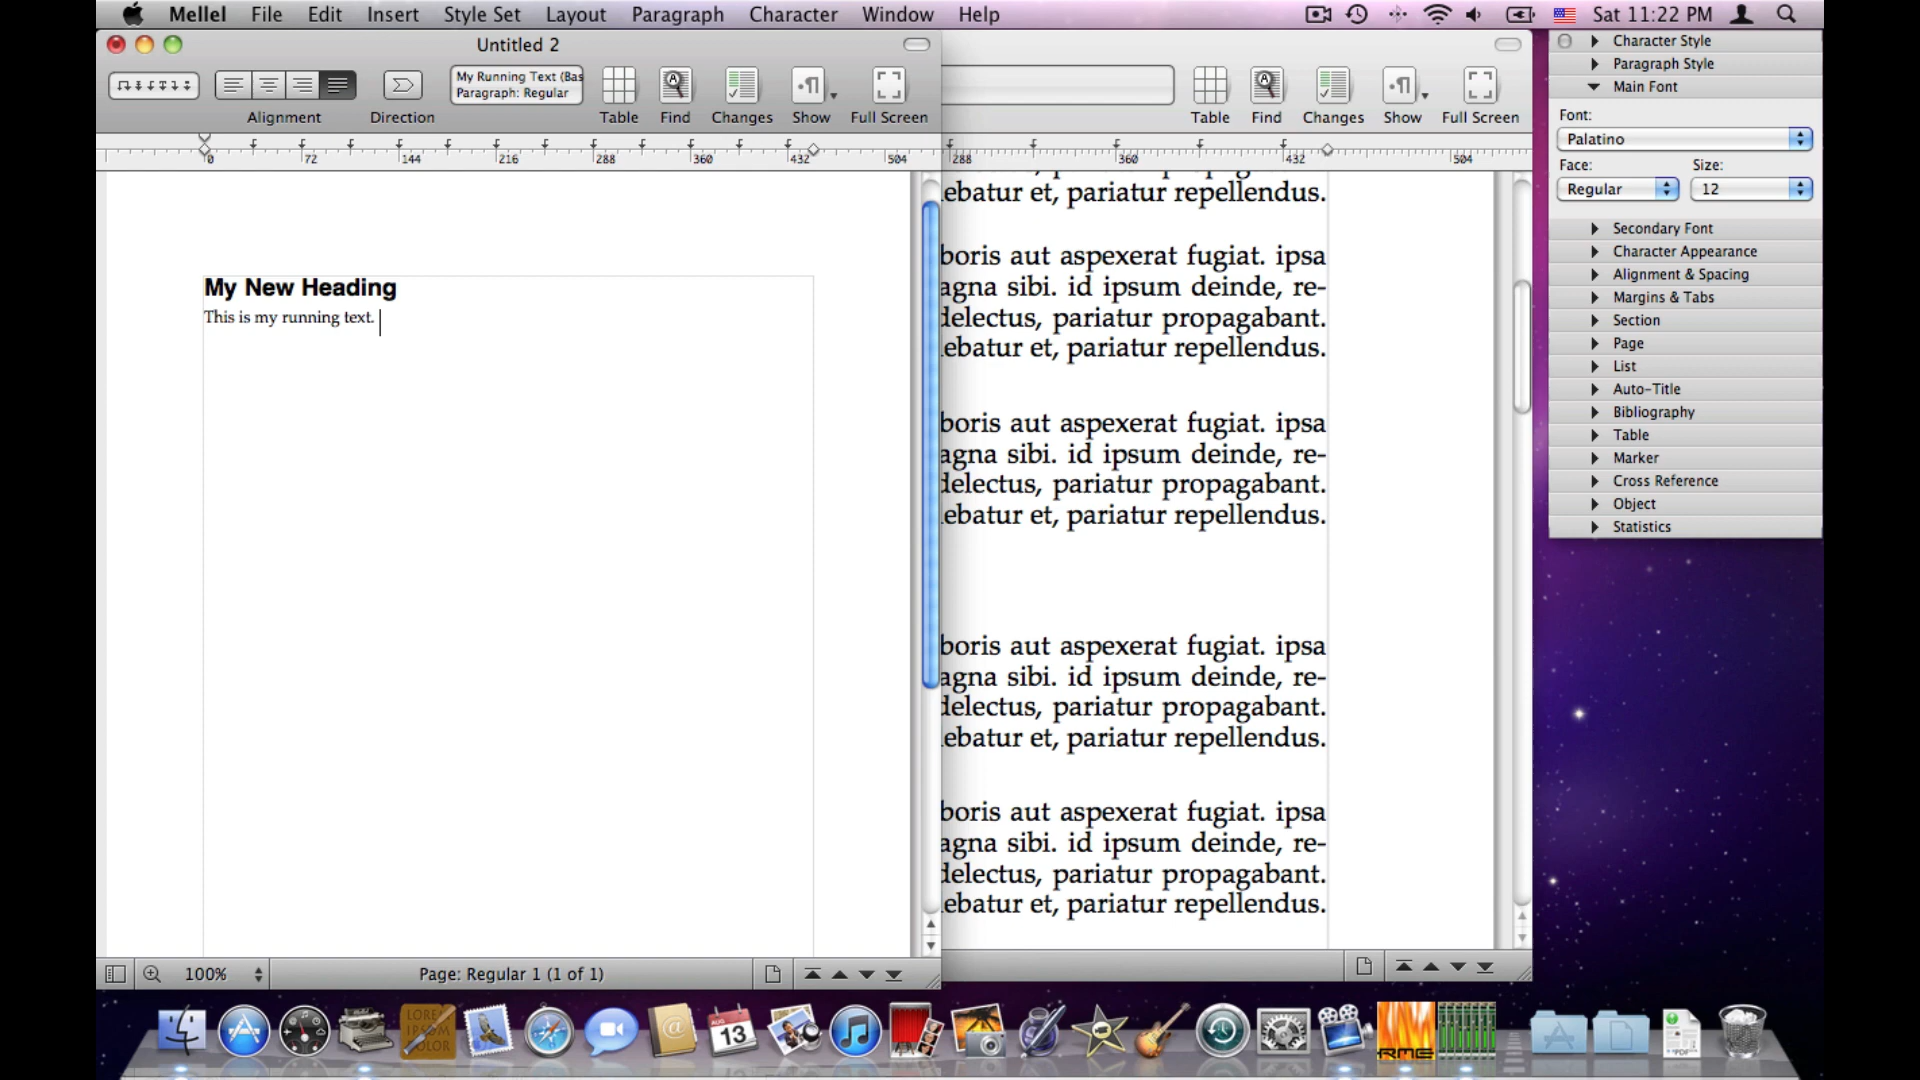 Mellel File Edit Insert Style Set Layout Paragraph Character Window Help Sat 11:22 PM
Untitled 2
My Running Text (Bas
Paragraph: Regular
Alignment Direction Table Find Changes Show Full Screen
0 72 144 216 288 360 432 504
My New Heading
This is my running text.
100% Page: Regular 1 (1 of 1)
Table Find Changes Show Full Screen
288 360 432 504
ebatur et, pariatur repellendus.
boris aut aspexerat fugiat. ipsa
agna sibi. id ipsum deinde, re-
delectus, pariatur propagabant.
ebatur et, pariatur repellendus.
boris aut aspexerat fugiat. ipsa
agna sibi. id ipsum deinde, re-
delectus, pariatur propagabant.
ebatur et, pariatur repellendus.
boris aut aspexerat fugiat. ipsa
agna sibi. id ipsum deinde, re-
delectus, pariatur propagabant.
ebatur et, pariatur repellendus.
boris aut aspexerat fugiat. ipsa
agna sibi. id ipsum deinde, re-
delectus, pariatur propagabant.
ebatur et, pariatur repellendus.
Character Style
Paragraph Style
Main Font
Font:
Palatino
Face: Size:
Regular 12
Secondary Font
Character Appearance
Alignment & Spacing
Margins & Tabs
Section
Page
List
Auto-Title
Bibliography
Table
Marker
Cross Reference
Object
Statistics
LOREM
IPSUM
DOLOR
13
RME
PDF